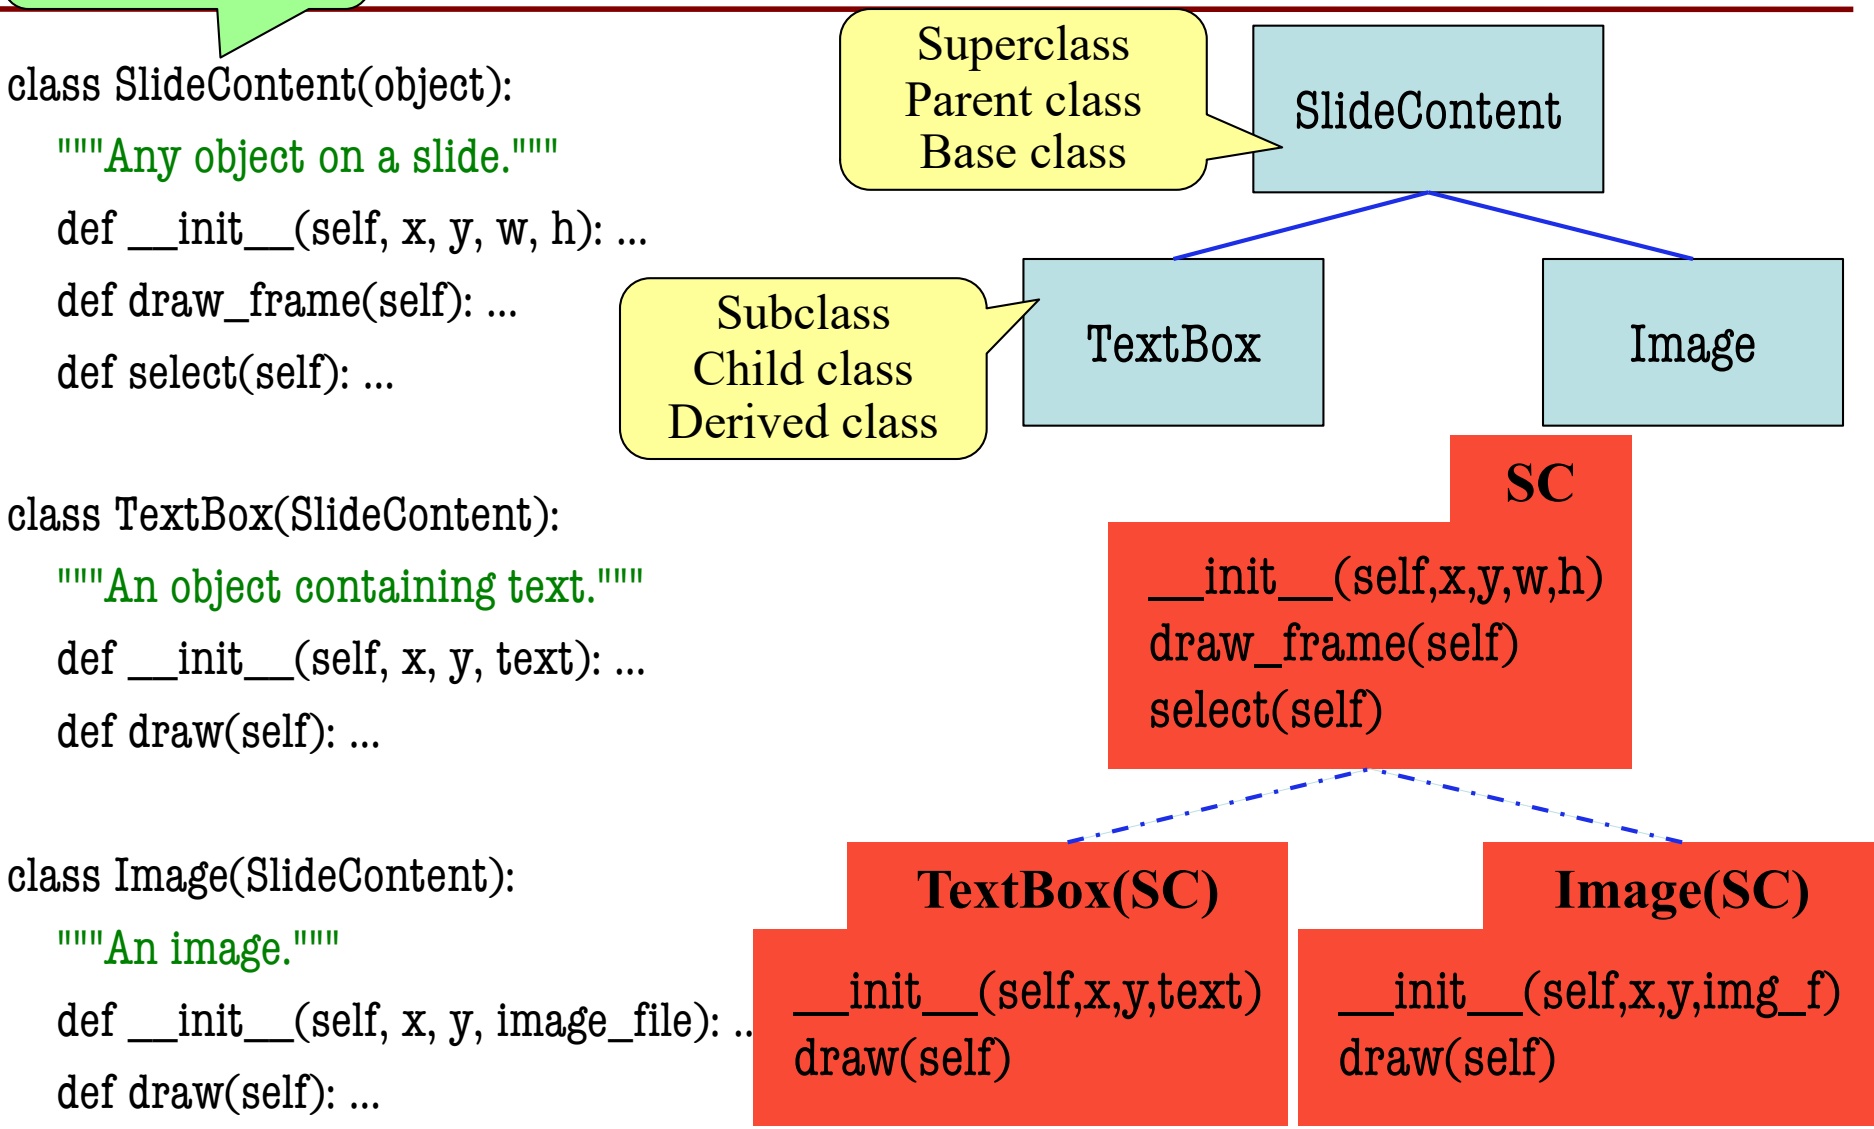 class SlideContent(object):
"""Any object on a slide."""
def __init__(self, x, y, w, h): ...
def draw_frame(self): ...
def select(self): ...
class TextBox(SlideContent):
"""An object containing text."""
def __init__(self, x, y, text): ...
def draw(self): ...
class Image(SlideContent):
"""An image."""
def __init__(self, x, y, image_file): ..
def draw(self): ...
Superclass
Parent class
Base class
SlideContent
Subclass
Child class
Derived class
TextBox
Image
SC
__init__(self,x,y,w,h)
draw_frame(self)
select(self)
TextBox(SC)
__init__(self,x,y,text)
draw(self)
Image(SC)
__init__(self,x,y,img_f)
draw(self)